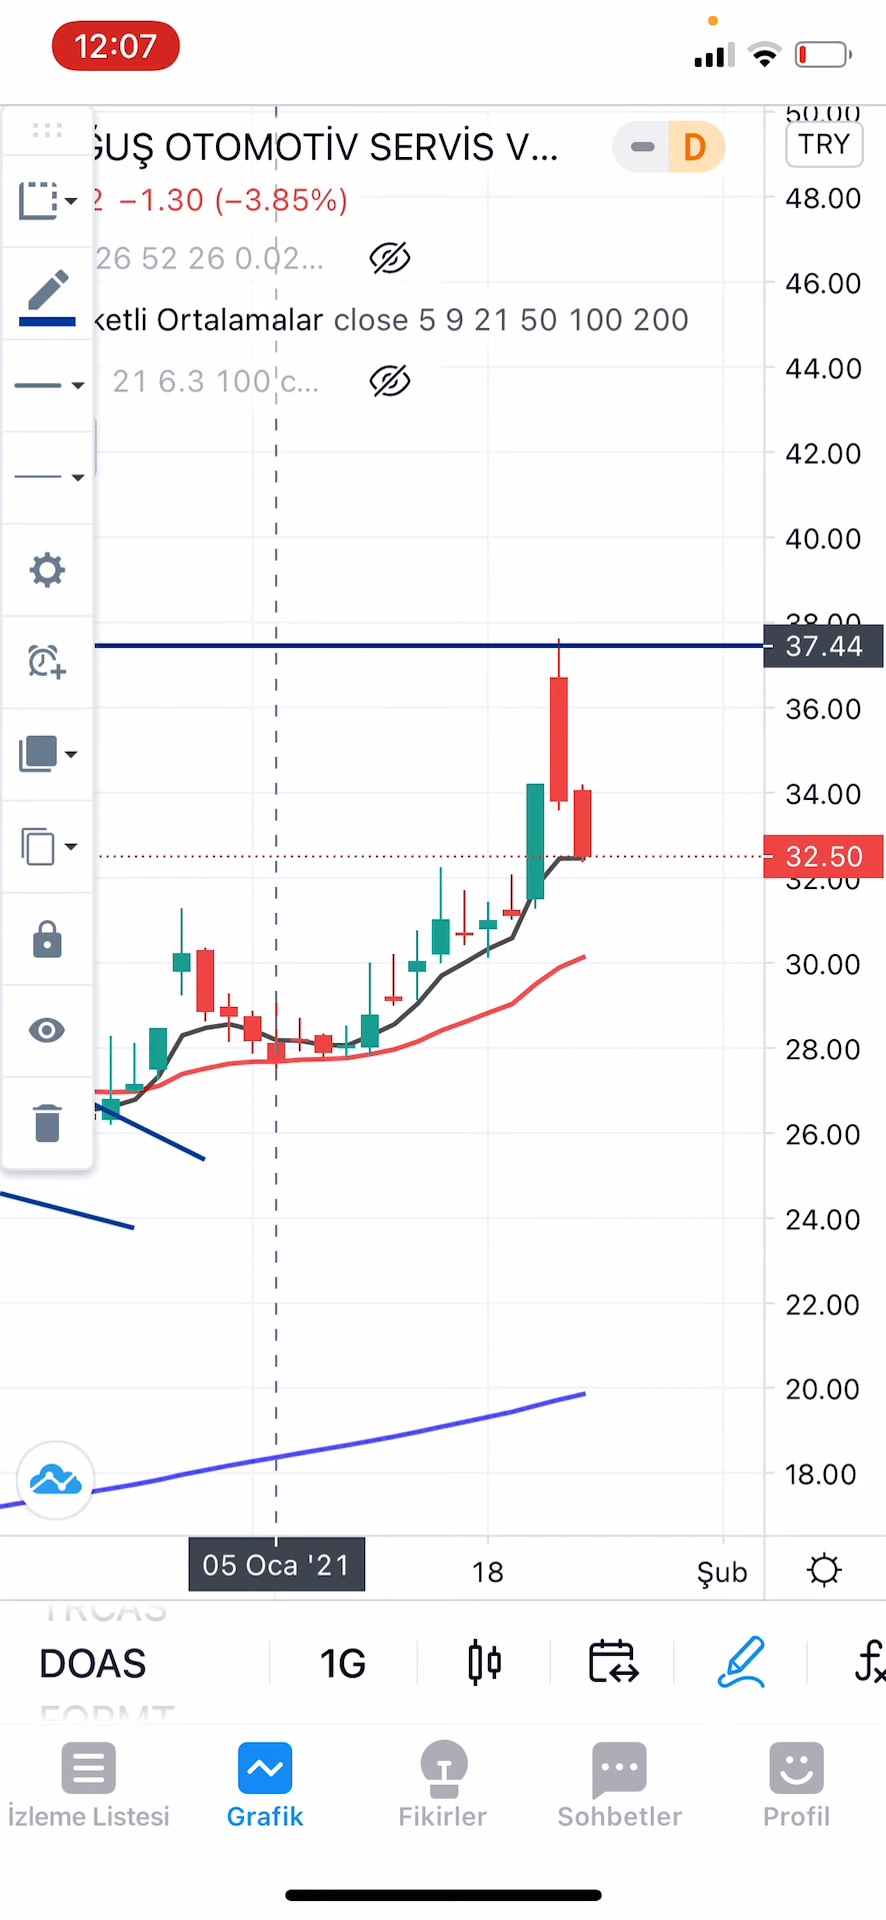 12:07
50.00
ĞUŞ OTOMOTİV SERVİS V...
D
TRY
2 −1.30 (−3.85%)
48.00
26 52 26 0.02...
46.00
ketli Ortalamalar close 5 9 21 50 100 200
44.00
21 6.3 100 c...
42.00
40.00
38.00
37.44
36.00
34.00
32.50
32.00
30.00
28.00
26.00
24.00
22.00
20.00
18.00
05 Oca '21
18
Şub
TRCAS
DOAS
1G
FORMT
İzleme Listesi
Grafik
Fikirler
Sohbetler
Profil